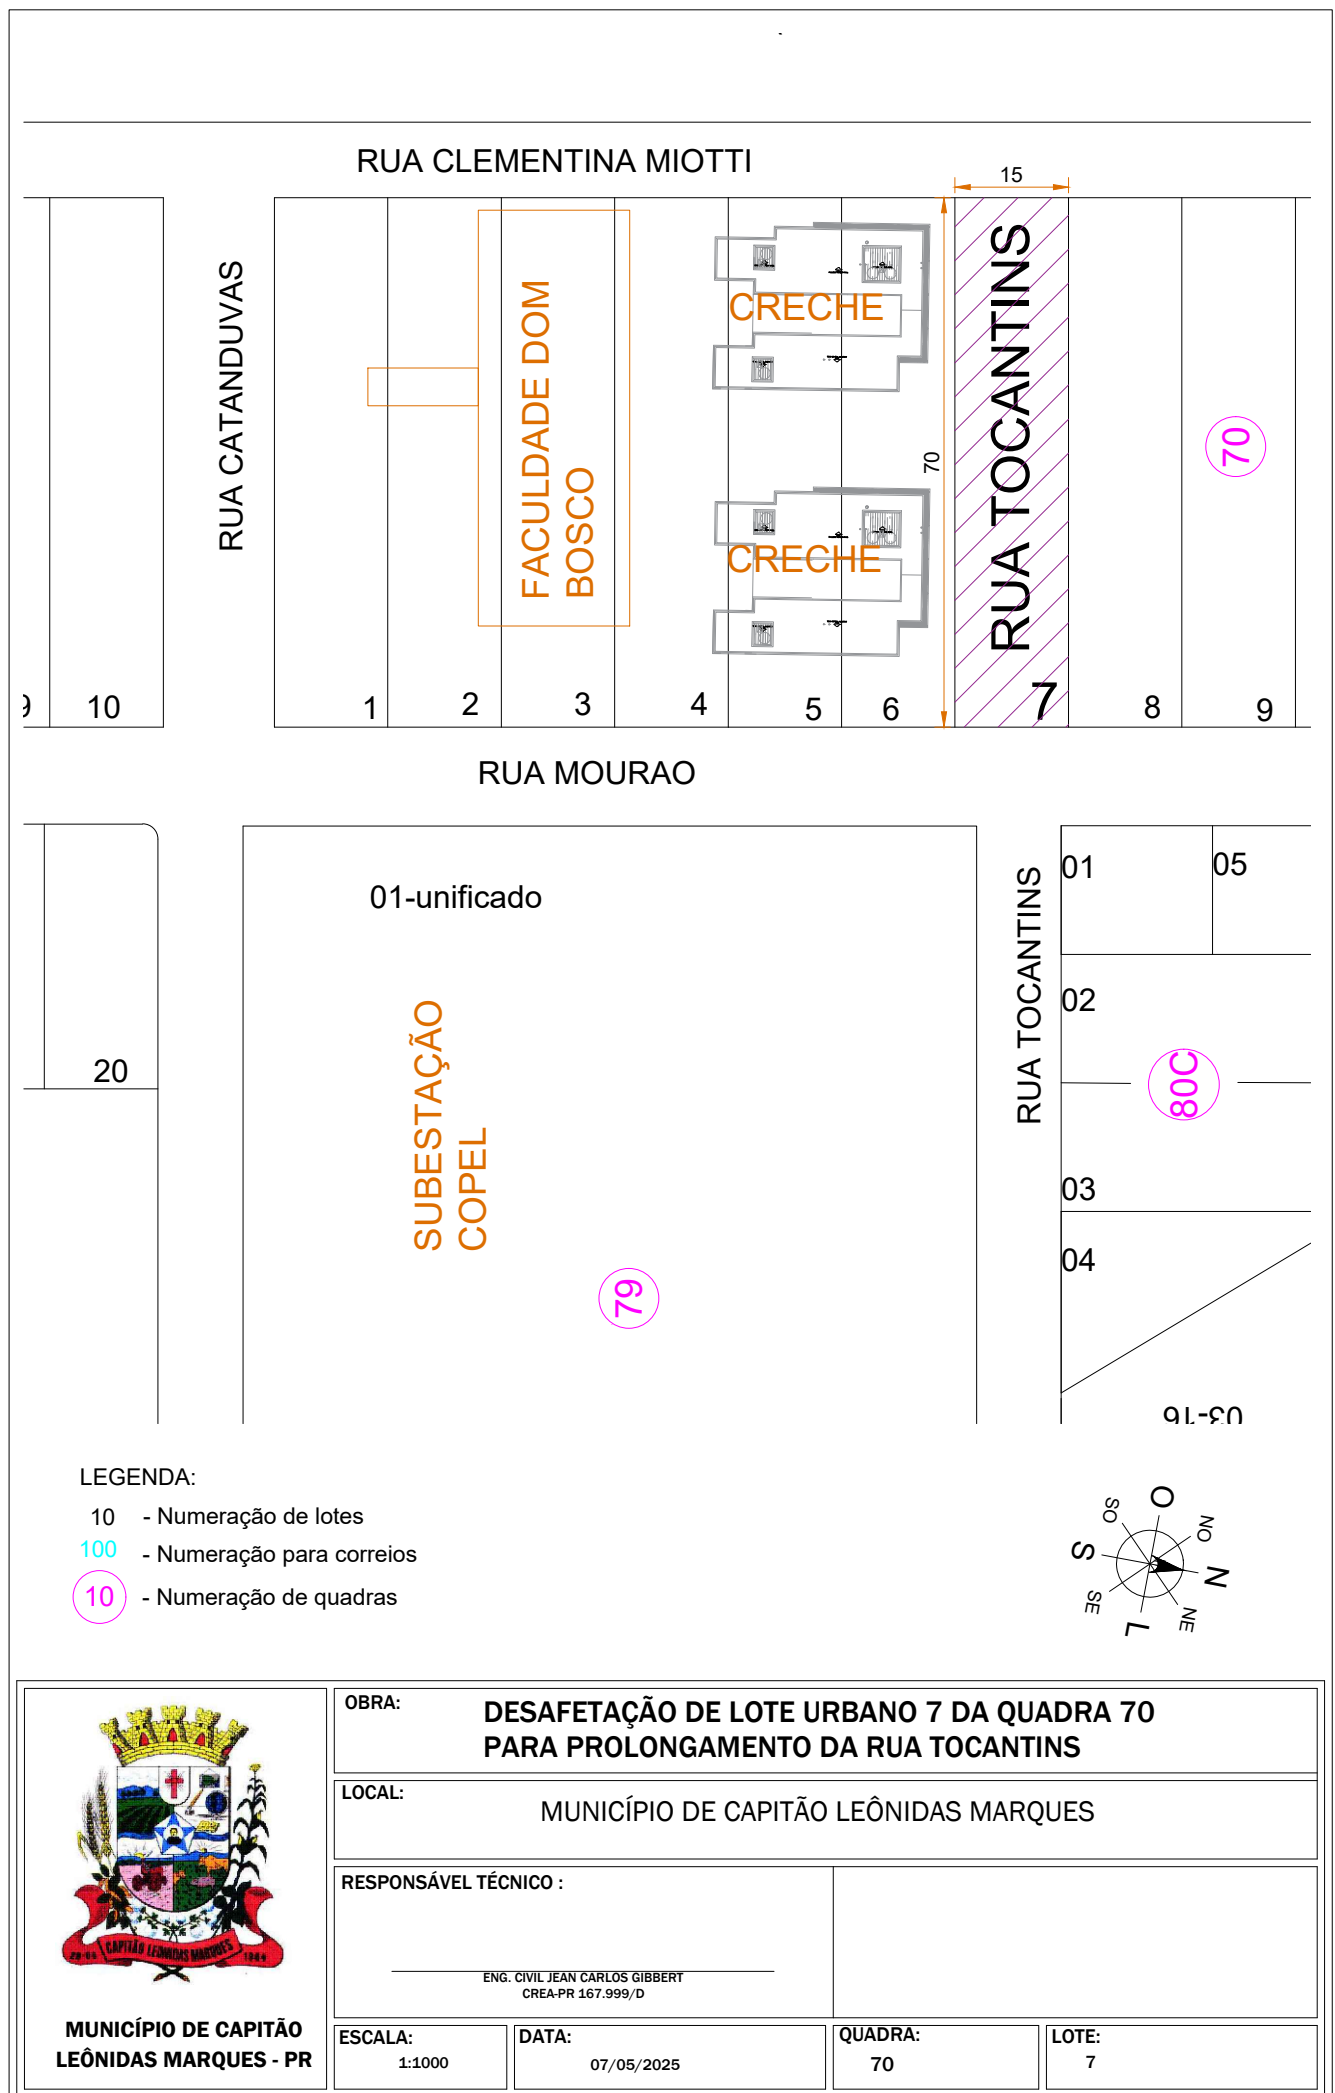 RUA CLEMENTINA MIOTTI
15
RUA CATANDUVAS
FACULDADE DOM
BOSCO
CRECHE
CRECHE
70
RUA TOCANTINS
70
9
10
1
2
3
4
5
6
7
8
9
RUA MOURAO
01-unificado
SUBESTAÇÃO
COPEL
79
20
RUA TOCANTINS
01
05
02
80C
03
04
03-16
LEGENDA:
10 - Numeração de lotes
100 - Numeração para correios
10 - Numeração de quadras
O
SO
NO
S
N
SE
NE
L
OBRA:
DESAFETAÇÃO DE LOTE URBANO 7 DA QUADRA 70
PARA PROLONGAMENTO DA RUA TOCANTINS
LOCAL:
MUNICÍPIO DE CAPITÃO LEÔNIDAS MARQUES
RESPONSÁVEL TÉCNICO :
ENG. CIVIL JEAN CARLOS GIBBERT
CREA-PR 167.999/D
CAPITÃO LEONIDAS MARQUES
1964
MUNICÍPIO DE CAPITÃO
LEÔNIDAS MARQUES - PR
ESCALA:
1:1000
DATA:
07/05/2025
QUADRA:
70
LOTE:
7